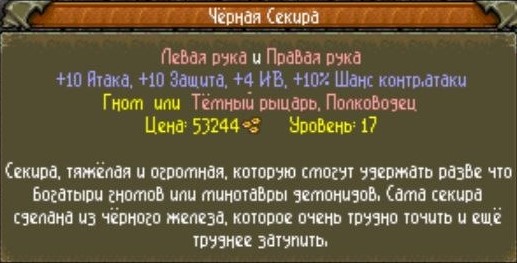 Чёрная Секира
Левая рука и Правая рука
+10 Атака, +10 Защита, +4 ИВ, +10% Шанс контр.атаки
Гном или Тёмный рыцарь, Полководец
Цена: 53244 Уровень: 17
Секира, тяжёлая и огромная, которую смогут удержать разве что
богатыри гномов или минотавры демонидов. Сама секира
сделана из чёрного железа, которое очень трудно точить и ещё
труднее затупить.